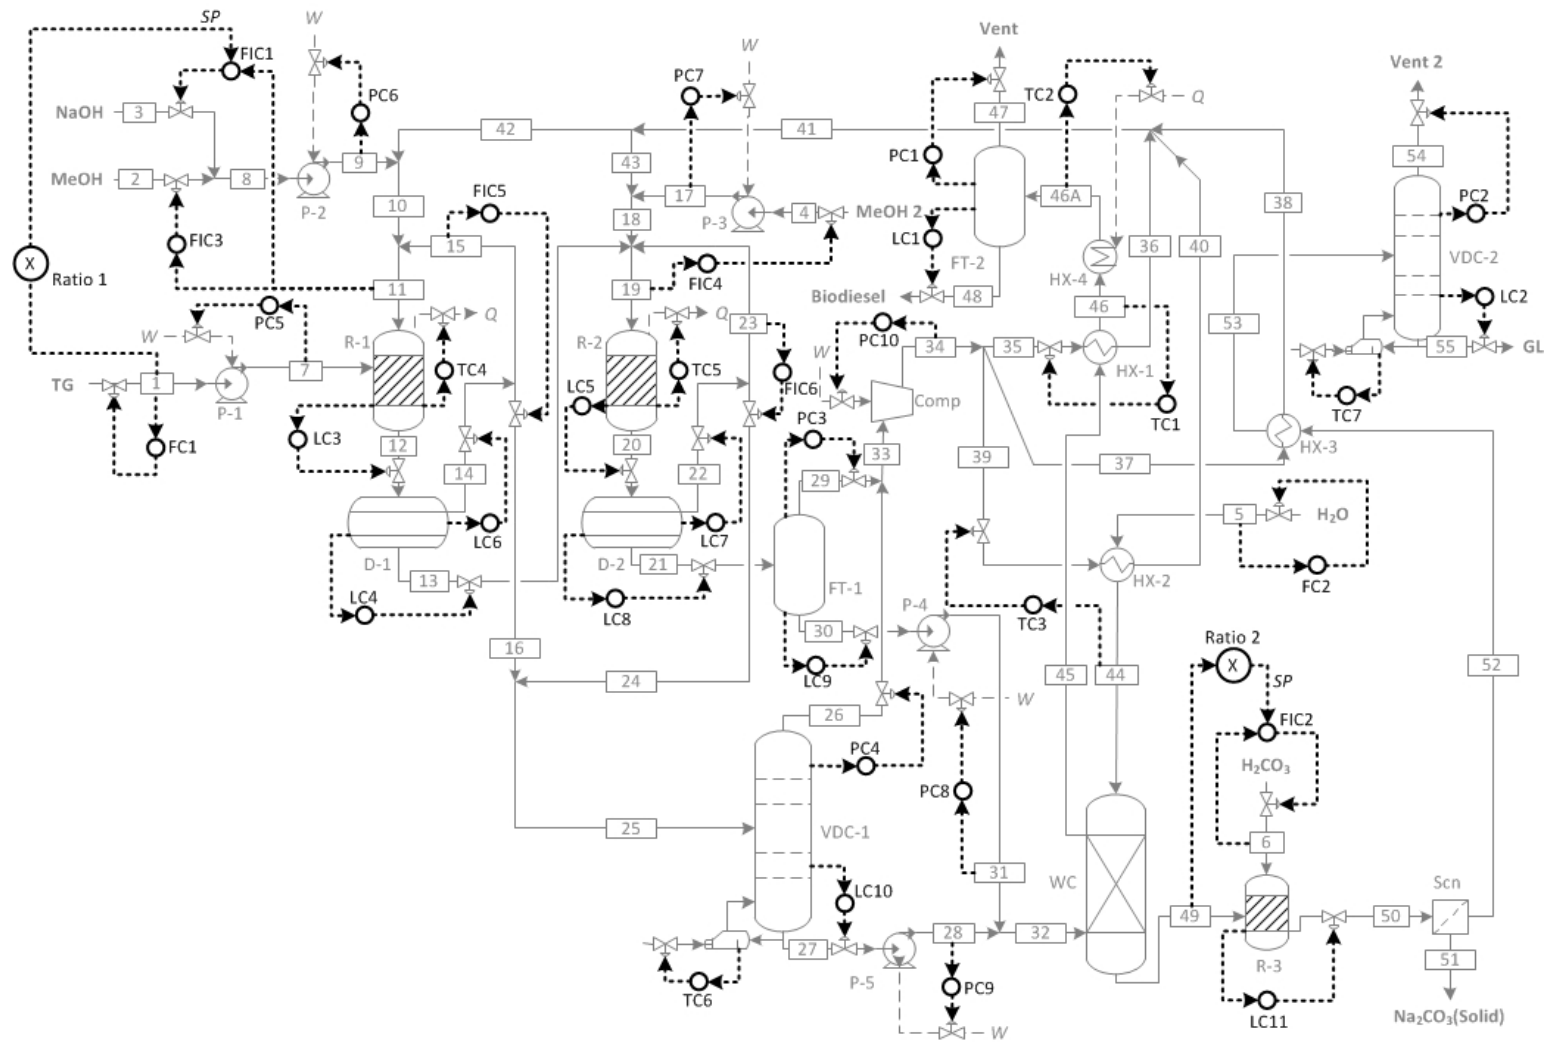 SP
W
Vent
FIC1
W
Vent 2
PC6
PC7
TC2
Q
NaOH
3
47
9
42
41
PC1
54
MeOH
2
8
43
P-2
FIC5
17
46A
PC2
10
P-3
4
MeOH 2
38
18
LC1
36
40
FIC3
15
VDC-2
X
Ratio 1
FIC4
FT-2
HX-4
11
19
Biodiesel
48
46
LC2
PC5
Q
Q
23
PC10
53
W
R-1
R-2
W
34
35
55
GL
7
HX-1
TG
1
TC4
TC5
FIC6
TC7
P-1
LC5
Comp
TC1
PC3
LC3
12
20
33
HX-3
FC1
14
22
29
39
37
5
H₂O
LC6
LC7
D-1
13
D-2
21
FT-1
HX-2
FC2
LC4
LC8
P-4
TC3
30
16
Ratio 2
LC9
X
24
45
44
52
W
SP
26
FIC2
PC4
H₂CO₃
PC8
25
VDC-1
6
31
WC
LC10
Scn
49
50
27
28
32
51
R-3
TC6
P-5
PC9
LC11
Na₂CO₃(Solid)
W